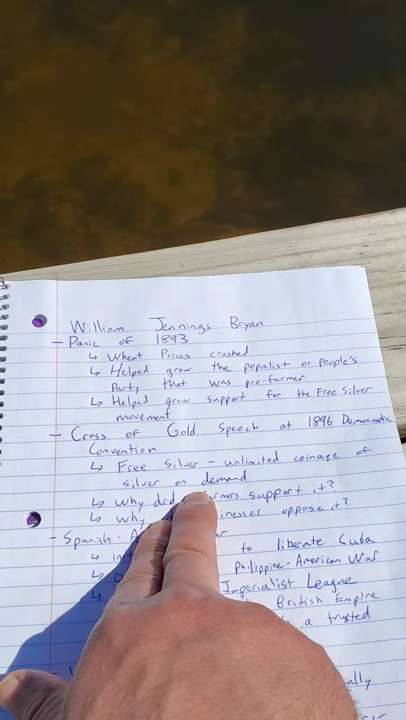 William Jennings Bryan
- Panic of 1893
↳ Wheat Prices crashed
↳ Helped grow the populist or People's
Party, that was pro-farmer
↳ Helped grow support for the Free Silver
movement
- Cross of Gold Speech at 1896 Democratic
Convention
↳ Free Silver - unlimited coinage of
silver on demand
↳ Why did support it?
↳ Why oppose it?
- Spanish
↳ to liberate Cuba
↳ Philippine-American War
↳ Imperialist League
British Empire
a trusted